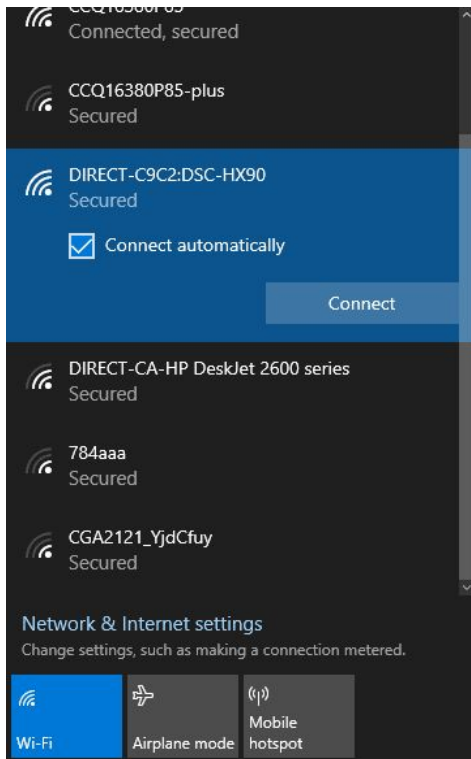 Connected, secured
CCQ16380P85-plus
Secured
DIRECT-C9C2:DSC-HX90
Secured
Connect automatically
Connect
DIRECT-CA-HP DeskJet 2600 series
Secured
784aaa
Secured
CGA2121_YjdCfuy
Secured
Network & Internet settings
Change settings, such as making a connection metered.
Wi-Fi
Airplane mode
Mobile
hotspot